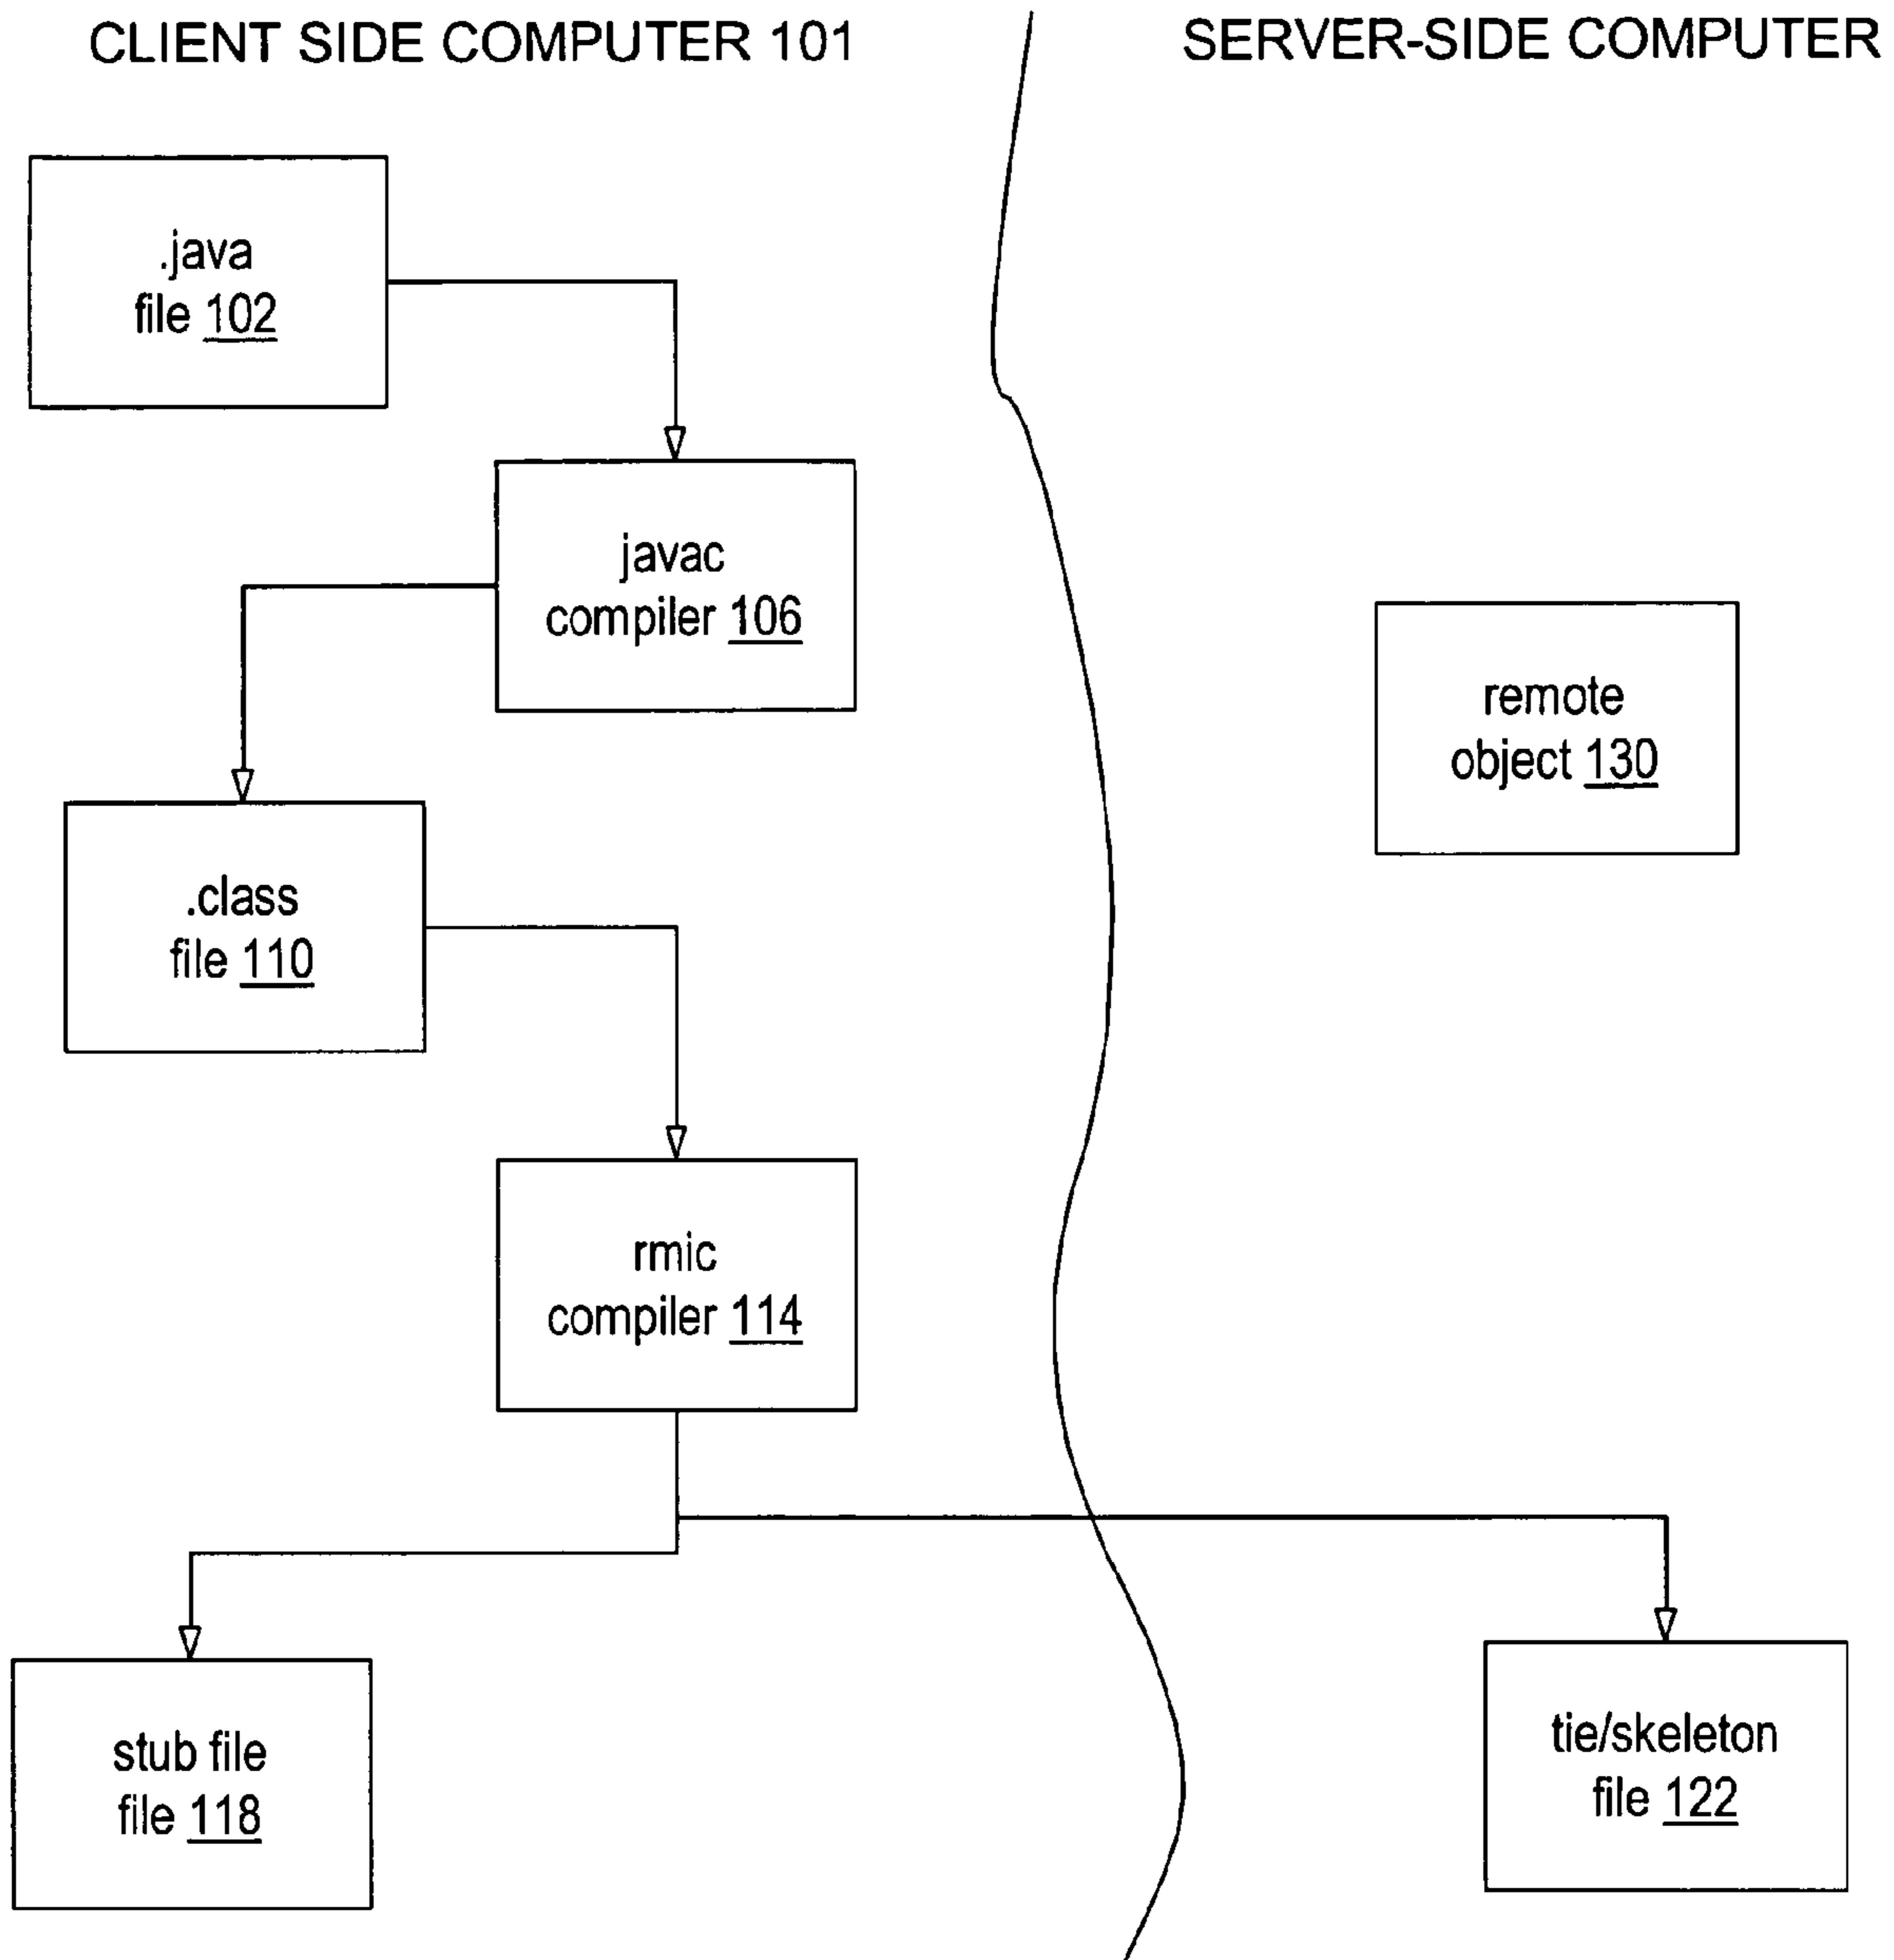 CLIENT SIDE COMPUTER 101
SERVER-SIDE COMPUTER
.java
file 102
javac
compiler 106
remote
object 130
.class
file 110
rmic
compiler 114
stub file
file 118
tie/skeleton
file 122